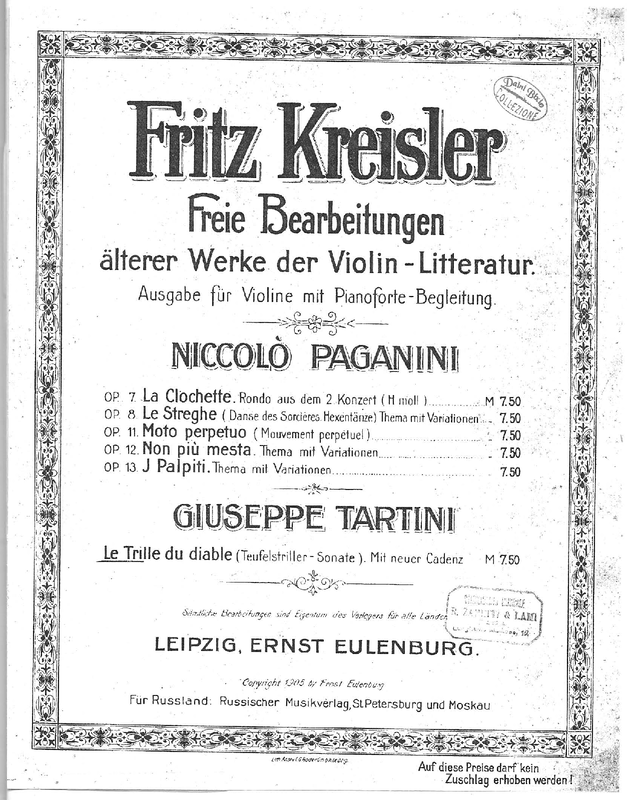 Dalni Bhilo
COLLEZIONE
Fritz Kreisler
Freie Bearbeitungen
älterer Werke der Violin-Litteratur.
Ausgabe für Violine mit Pianoforte-Begleitung.
NICCOLÒ PAGANINI
OP. 7. La Clochette. Rondo aus dem 2. Konzert (H moll) M 7.50
OP. 8. Le Streghe (Danse des Sorcières. Hexentänze) Thema mit Variationen 7.50
OP. 11. Moto perpetuo (Mouvement perpétuel) 7.50
OP. 12. Non più mesta. Thema mit Variationen 7.50
OP. 13. J Palpiti. Thema mit Variationen 7.50
GIUSEPPE TARTINI
Le Trille du diable (Teufelstriller-Sonate). Mit neuer Cadenz M 7.50
Sämtliche Bearbeitungen sind Eigentum des Verlegers für alle Länder
LEIPZIG, ERNST EULENBURG.
Copyright 1905 by Ernst Eulenburg
Für Russland: Russischer Musikverlag, St. Petersburg und Moskau
Auf diese Preise darf kein
Zuschlag erhoben werden!